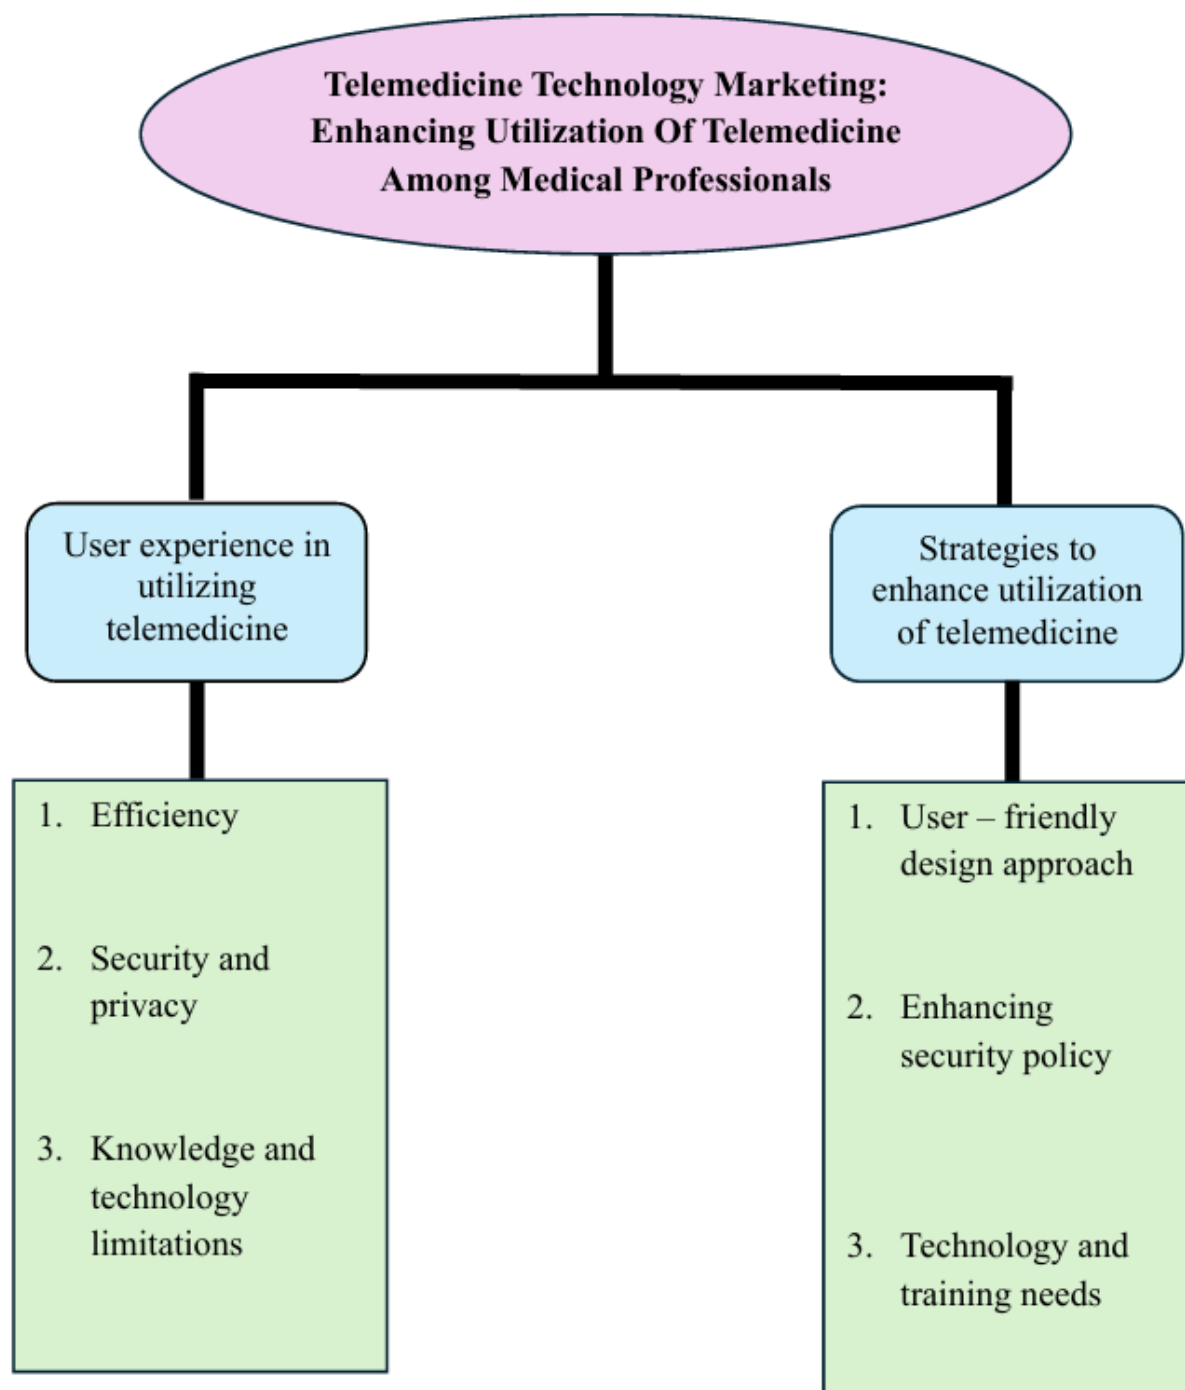 Telemedicine Technology Marketing:
Enhancing Utilization Of Telemedicine
Among Medical Professionals
User experience in
utilizing
telemedicine
Strategies to
enhance utilization
of telemedicine
1. Efficiency
2. Security and
privacy
3. Knowledge and
technology
limitations
1. User – friendly
design approach
2. Enhancing
security policy
3. Technology and
training needs